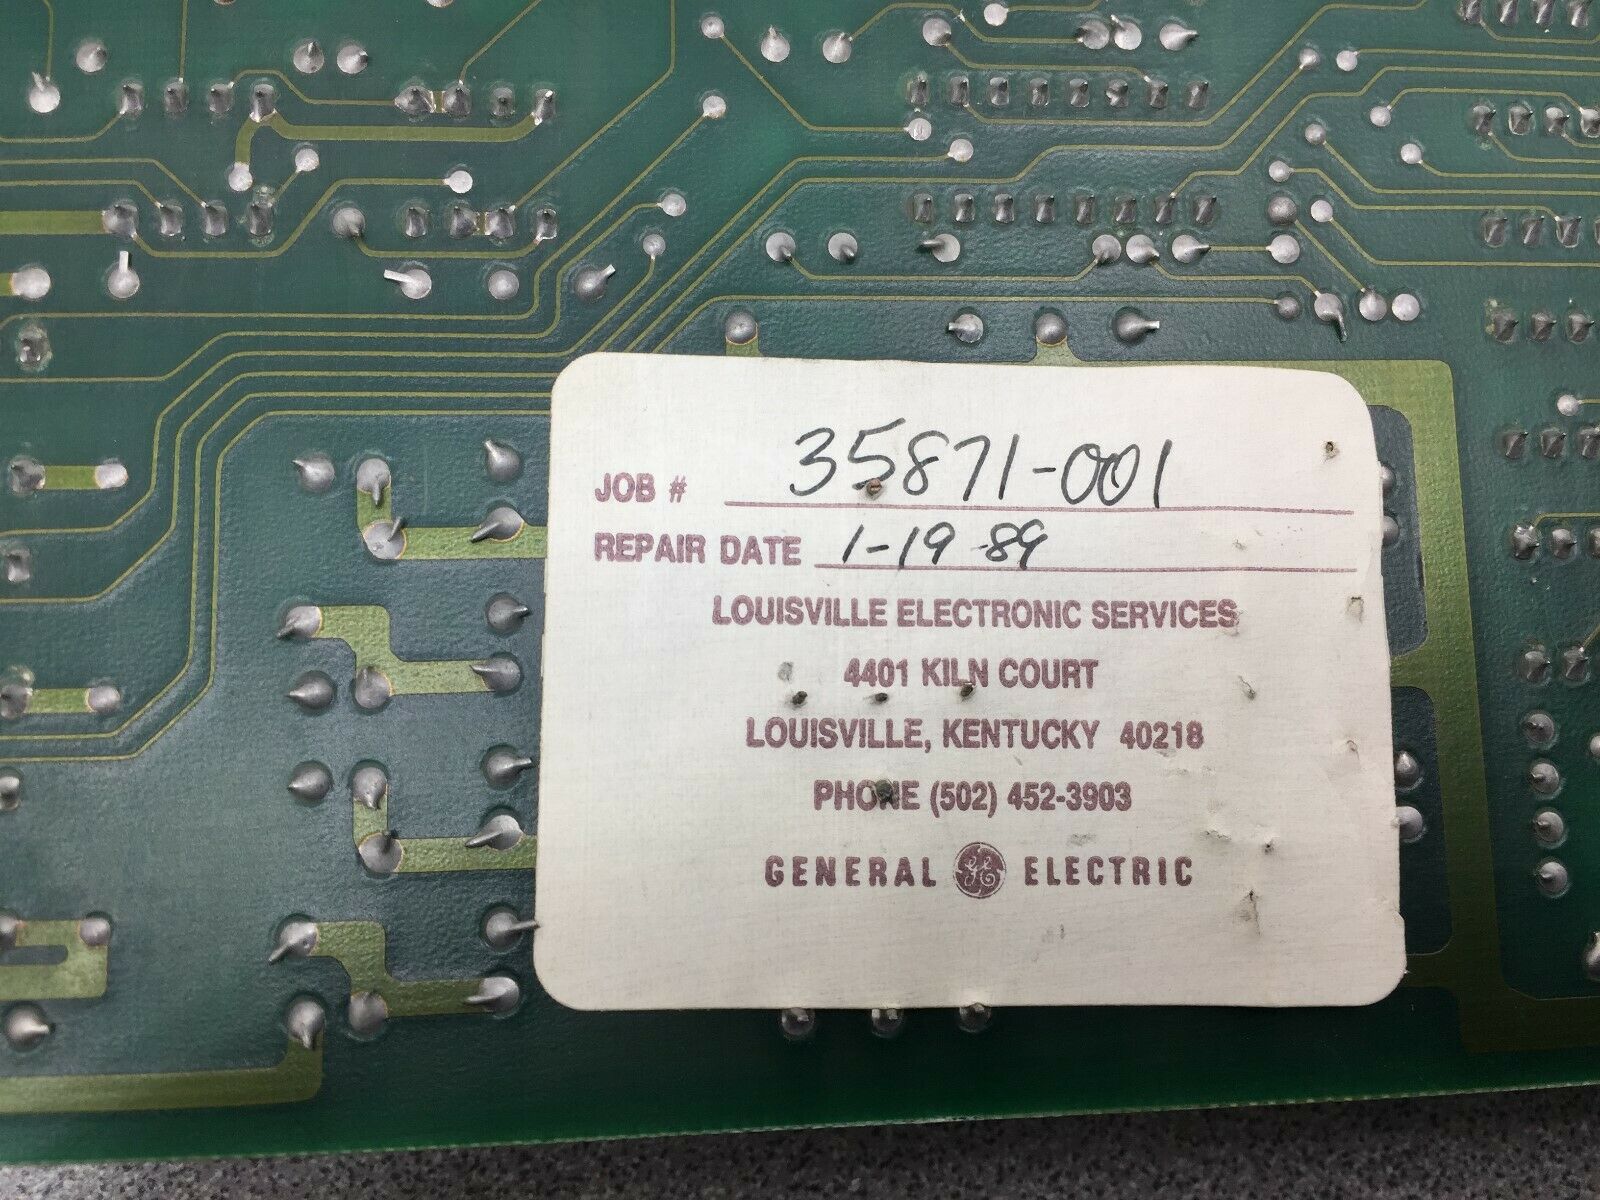 JOB # 35871-001
REPAIR DATE 1-19-89
LOUISVILLE ELECTRONIC SERVICES
4401 KILN COURT
LOUISVILLE, KENTUCKY 40218
PHONE (502) 452-3903
GENERAL GE ELECTRIC